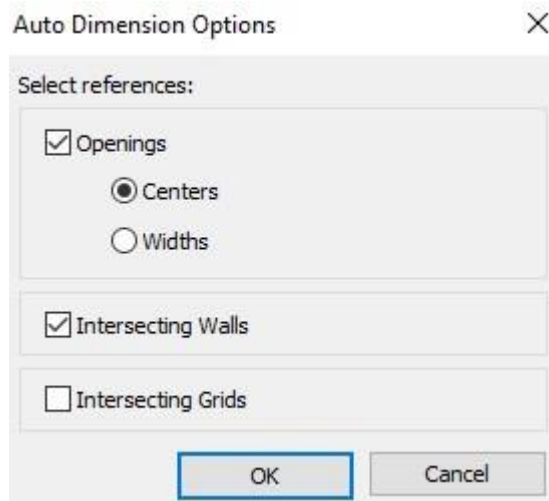 Auto Dimension Options
Select references:
Openings
Centers
Widths
Intersecting Walls
Intersecting Grids
OK Cancel